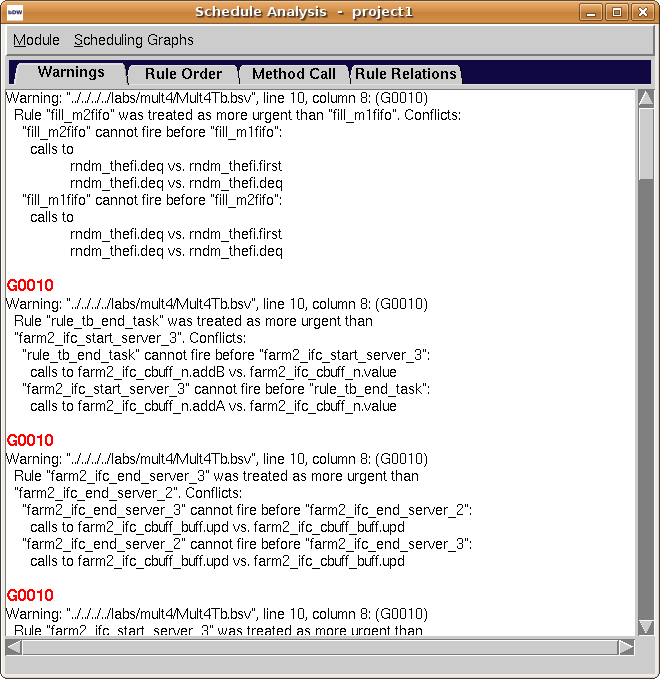 BDW
Schedule Analysis - project1
Module Scheduling Graphs
Warnings Rule Order Method Call Rule Relations
Warning: "../../../../labs/mult4/Mult4Tb.bsv", line 10, column 8: (G0010)
Rule "fill_m2fifo" was treated as more urgent than "fill_m1fifo". Conflicts:
"fill_m2fifo" cannot fire before "fill_m1fifo":
calls to
rndm_thefi.deq vs. rndm_thefi.first
rndm_thefi.deq vs. rndm_thefi.deq
"fill_m1fifo" cannot fire before "fill_m2fifo":
calls to
rndm_thefi.deq vs. rndm_thefi.first
rndm_thefi.deq vs. rndm_thefi.deq
G0010
Warning: "../../../../labs/mult4/Mult4Tb.bsv", line 10, column 8: (G0010)
Rule "rule_tb_end_task" was treated as more urgent than
"farm2_ifc_start_server_3". Conflicts:
"rule_tb_end_task" cannot fire before "farm2_ifc_start_server_3":
calls to farm2_ifc_cbuff_n.addB vs. farm2_ifc_cbuff_n.value
"farm2_ifc_start_server_3" cannot fire before "rule_tb_end_task":
calls to farm2_ifc_cbuff_n.addA vs. farm2_ifc_cbuff_n.value
G0010
Warning: "../../../../labs/mult4/Mult4Tb.bsv", line 10, column 8: (G0010)
Rule "farm2_ifc_end_server_3" was treated as more urgent than
"farm2_ifc_end_server_2". Conflicts:
"farm2_ifc_end_server_3" cannot fire before "farm2_ifc_end_server_2":
calls to farm2_ifc_cbuff_buff.upd vs. farm2_ifc_cbuff_buff.upd
"farm2_ifc_end_server_2" cannot fire before "farm2_ifc_end_server_3":
calls to farm2_ifc_cbuff_buff.upd vs. farm2_ifc_cbuff_buff.upd
G0010
Warning: "../../../../labs/mult4/Mult4Tb.bsv", line 10, column 8: (G0010)
Rule "farm2_ifc_start_server_3" was treated as more urgent than